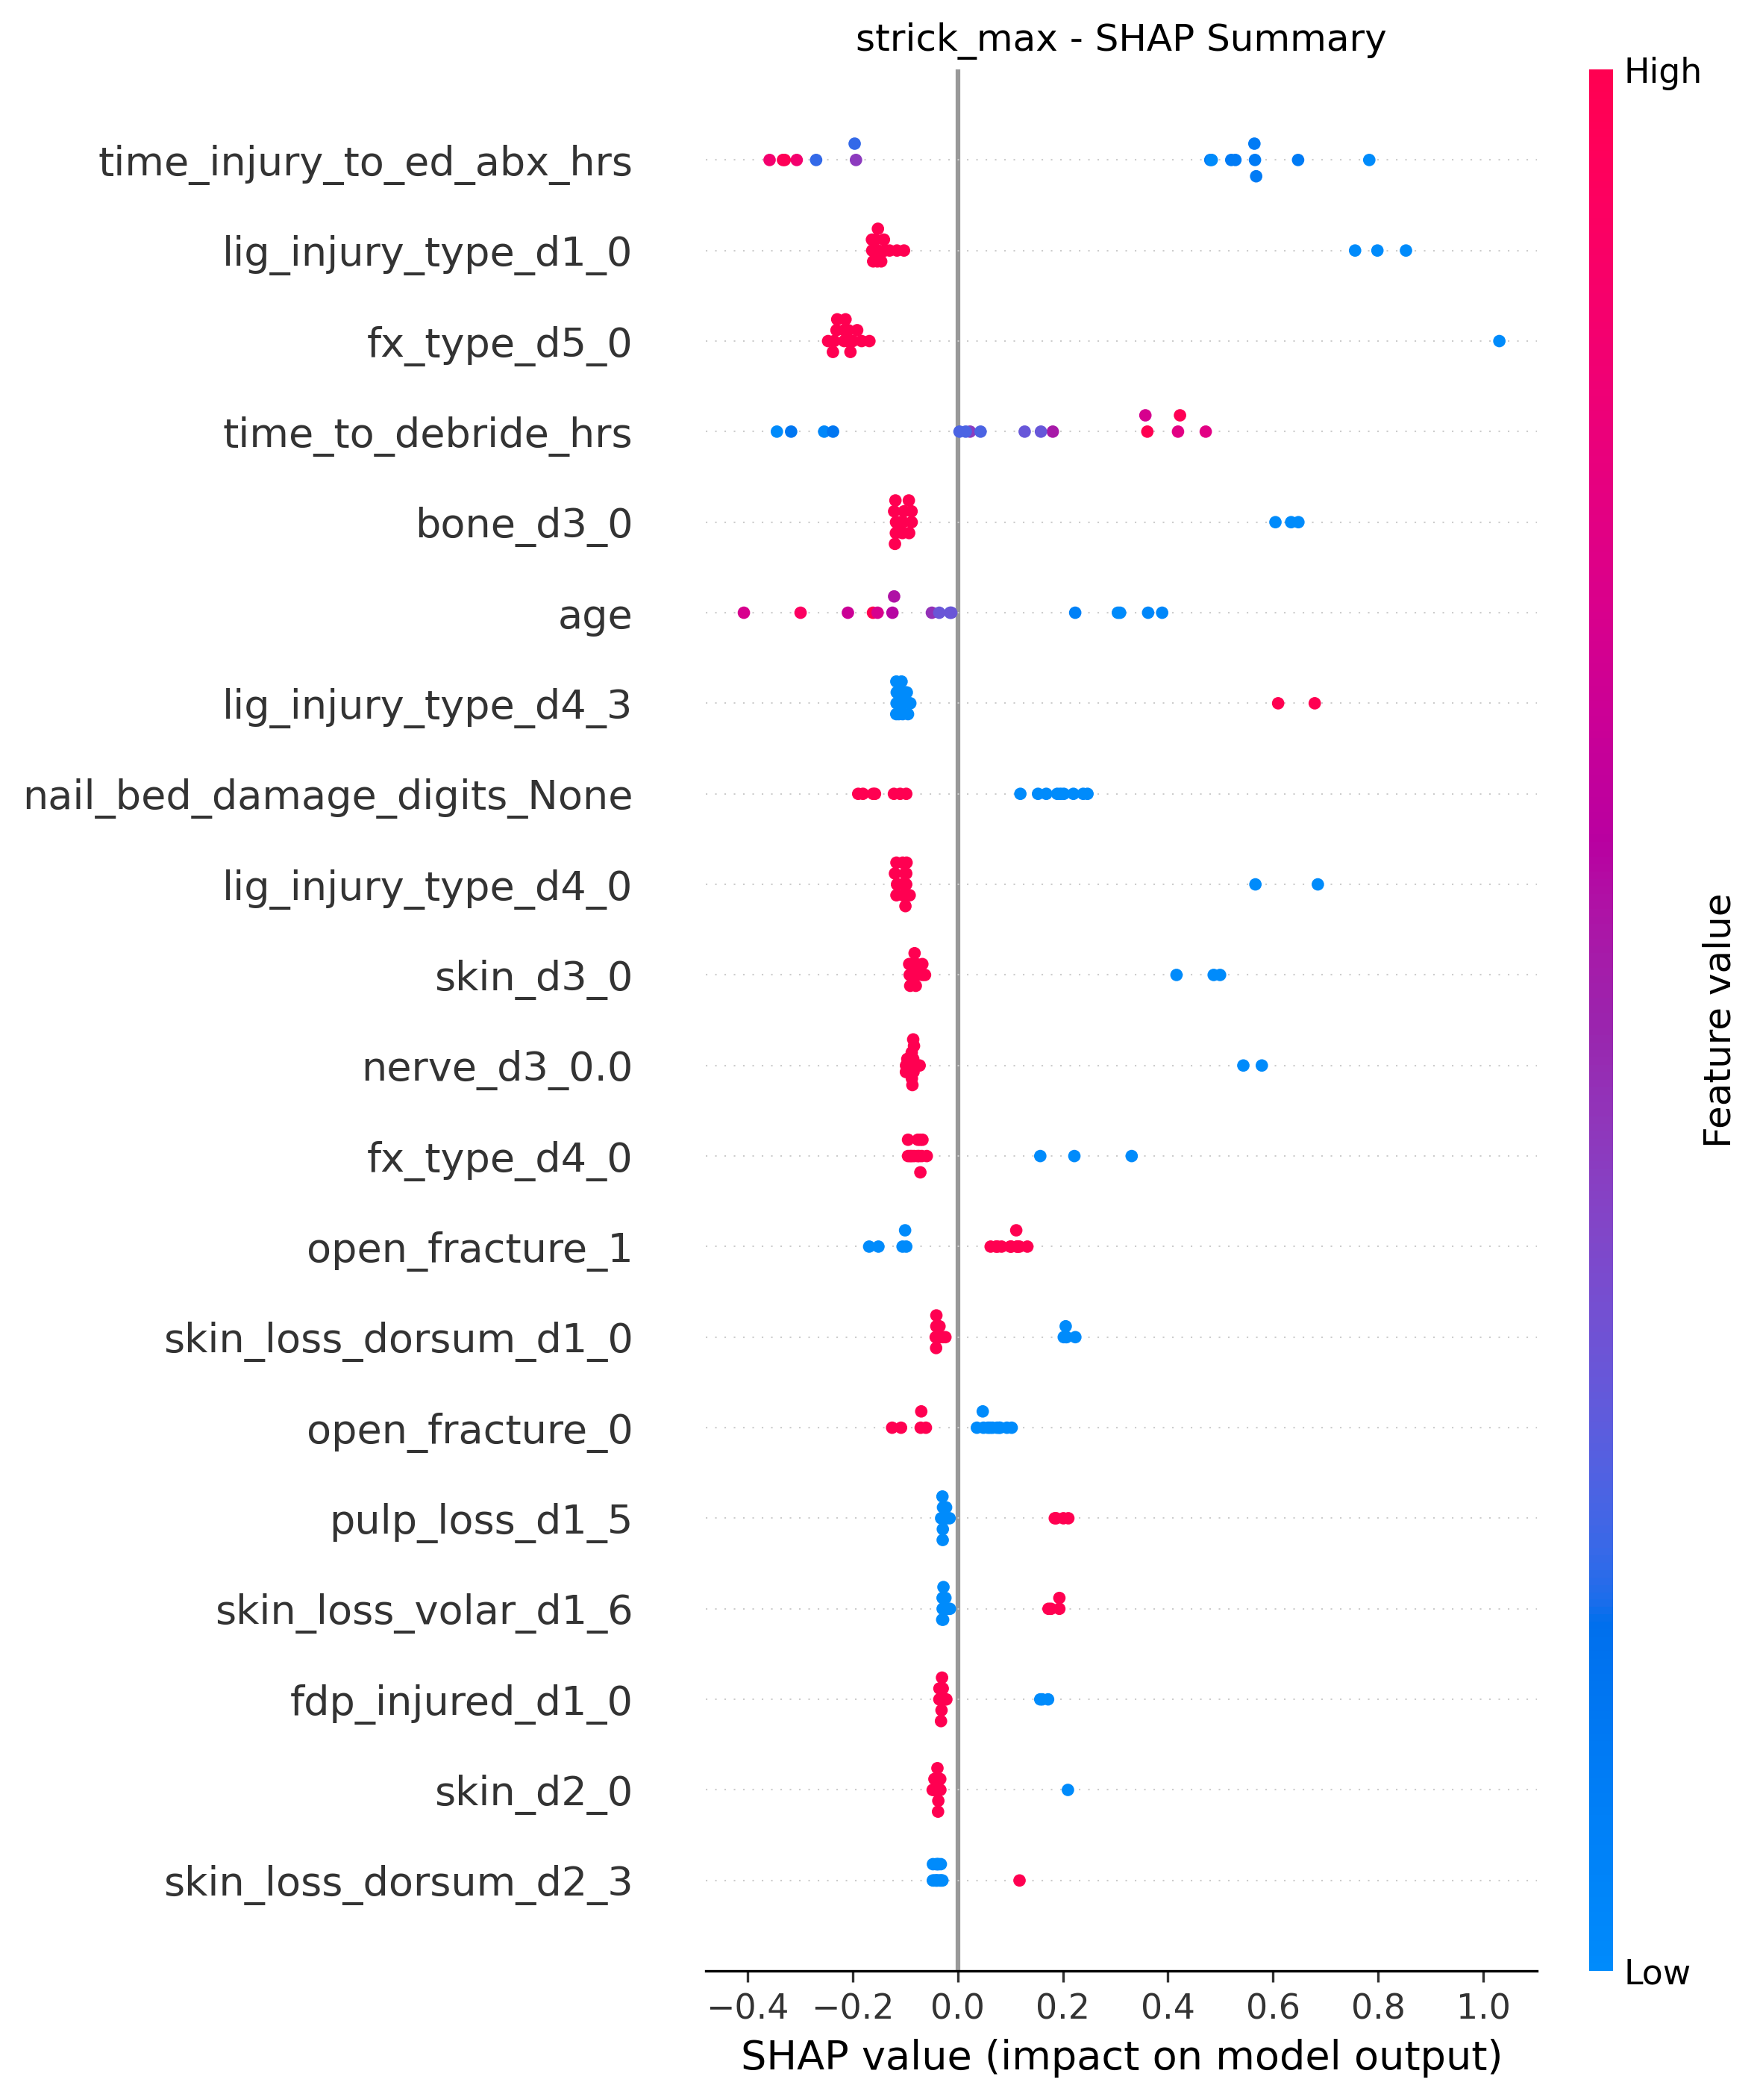 strick_max - SHAP Summary
High
time_injury_to_ed_abx_hrs
lig_injury_type_d1_0
fx_type_d5_0
time_to_debride_hrs
bone_d3_0
age
lig_injury_type_d4_3
nail_bed_damage_digits_None
lig_injury_type_d4_0
skin_d3_0
nerve_d3_0.0
fx_type_d4_0
open_fracture_1
skin_loss_dorsum_d1_0
open_fracture_0
pulp_loss_d1_5
skin_loss_volar_d1_6
fdp_injured_d1_0
skin_d2_0
skin_loss_dorsum_d2_3
Feature value
Low
−0.4 −0.2 0.0 0.2 0.4 0.6 0.8 1.0
SHAP value (impact on model output)